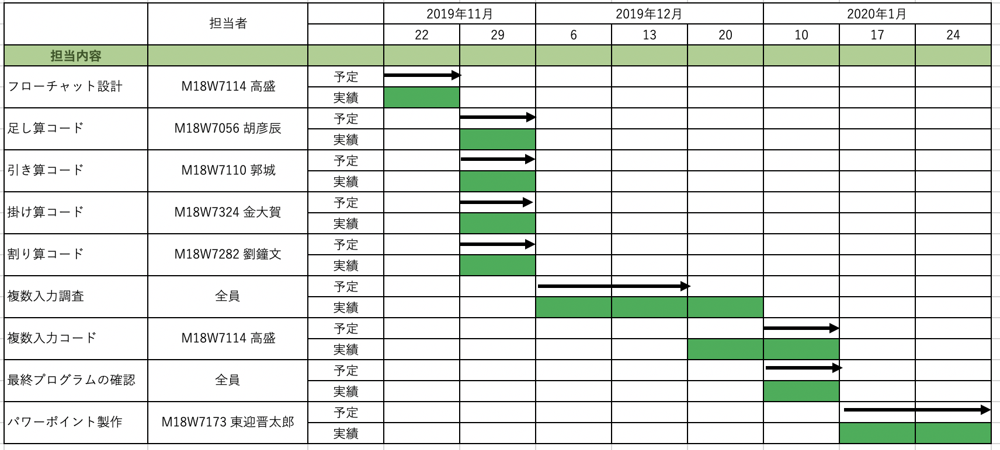 担当者 2019年11月 2019年12月 2020年1月
22 29 6 13 20 10 17 24
担当内容
フローチャット設計 M18W7114 高盛 予定
実績
足し算コード M18W7056 胡彦辰 予定
実績
引き算コード M18W7110 郭城 予定
実績
掛け算コード M18W7324 金大賀 予定
実績
割り算コード M18W7282 劉鐘文 予定
実績
複数入力調査 全員 予定
実績
複数入力コード M18W7114 高盛 予定
実績
最終プログラムの確認 全員 予定
実績
パワーポイント製作 M18W7173 東迎晋太郎 予定
実績